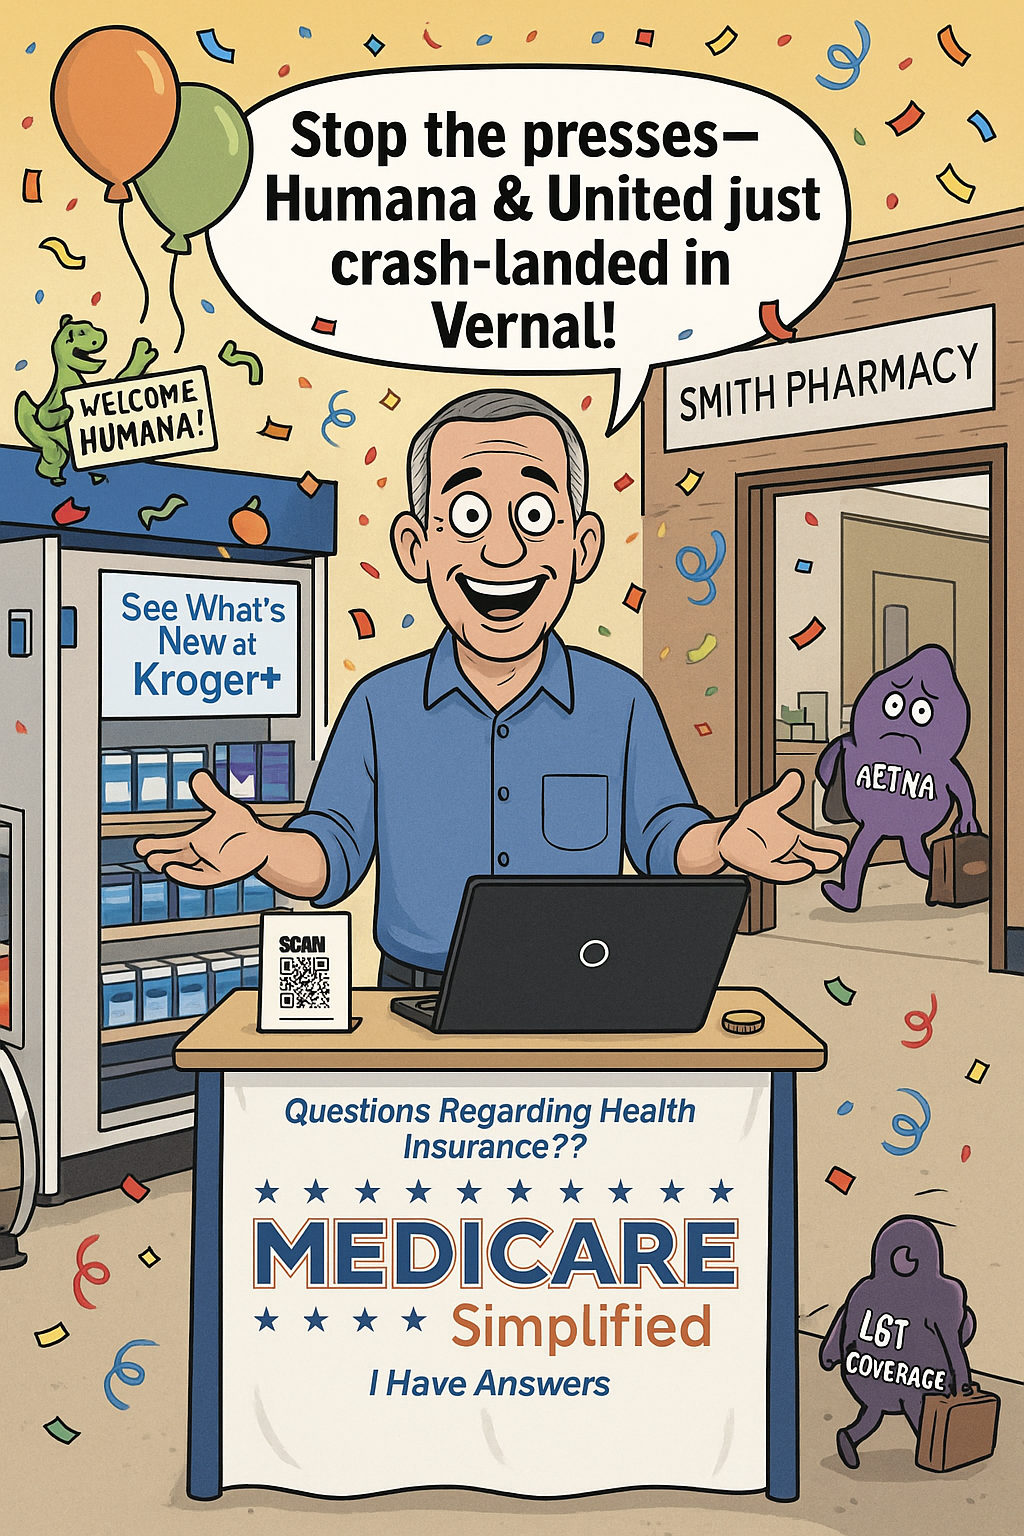 Stop the presses—
Humana & United just
crash-landed in
Vernal!
WELCOME
HUMANA!
SMITH PHARMACY
See What's
New at
Kroger+
AETNA
SCAN
Questions Regarding Health
Insurance??
MEDICARE
Simplified
I Have Answers
LGT
COVERAGE